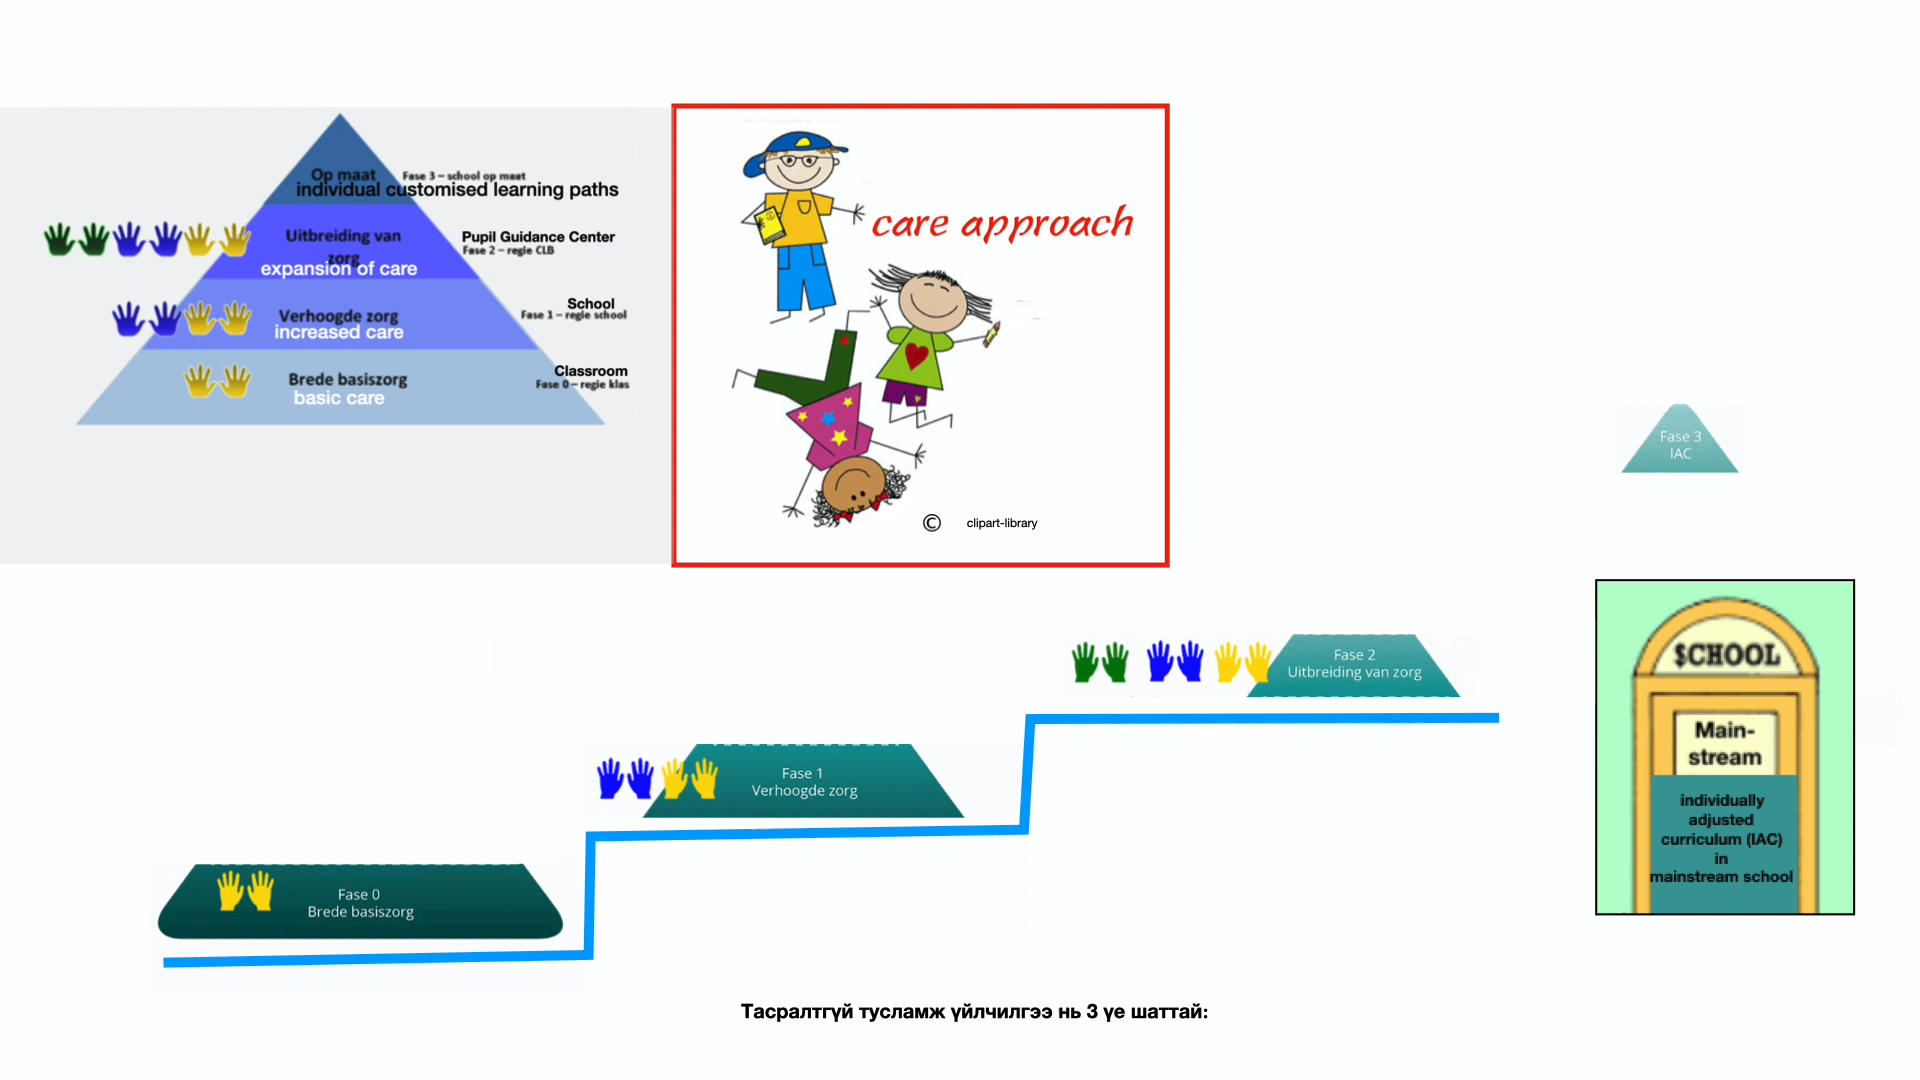 Op maat
Fase 3 – school op maat
individual customised learning paths
Uitbreiding van
zorg
expansion of care
Pupil Guidance Center
Fase 2 – regie CLB
Verhoogde zorg
increased care
School
Fase 1 – regie school
Brede basiszorg
basic care
Classroom
Fase 0 – regie klas
care approach
© clipart-library
Fase 3
IAC
$CHOOL
Main-
stream
individually
adjusted
curriculum (IAC)
in
mainstream school
Fase 2
Uitbreiding van zorg
Fase 1
Verhoogde zorg
Fase 0
Brede basiszorg
Тасралтгүй тусламж үйлчилгээ нь 3 үе шаттай: